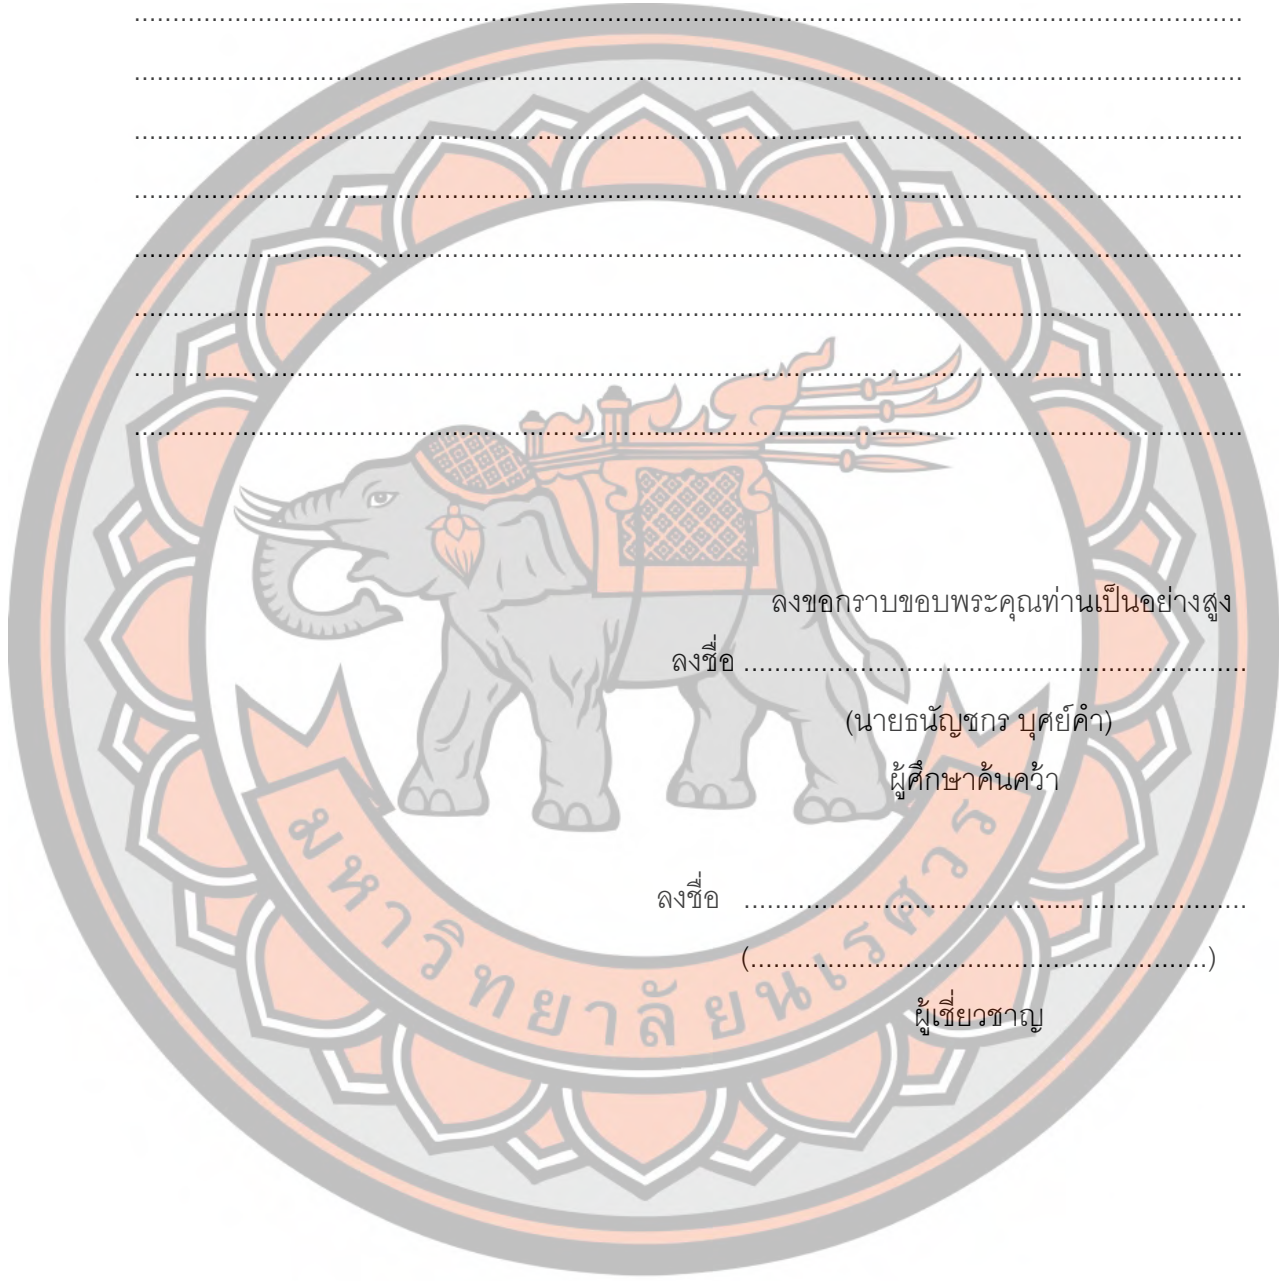 ........................................................................................................................................
........................................................................................................................................
........................................................................................................................................
........................................................................................................................................
........................................................................................................................................
........................................................................................................................................
........................................................................................................................................
........................................................................................................................................
ลงขอกราบขอบพระคุณท่านเป็นอย่างสูง
ลงชื่อ ................................................................
(นายธนัญชกร บุศย์คำ)
ผู้ศึกษาค้นคว้า
ลงชื่อ ................................................................
(..........................................................)
ผู้เชี่ยวชาญ
มหาวิทยาลัยนเรศวร